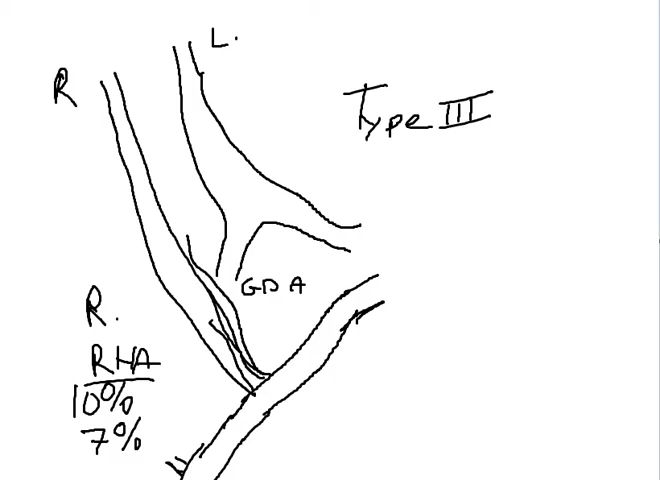 L.
R
Type III
GDA
R.
RHA
10%
7%